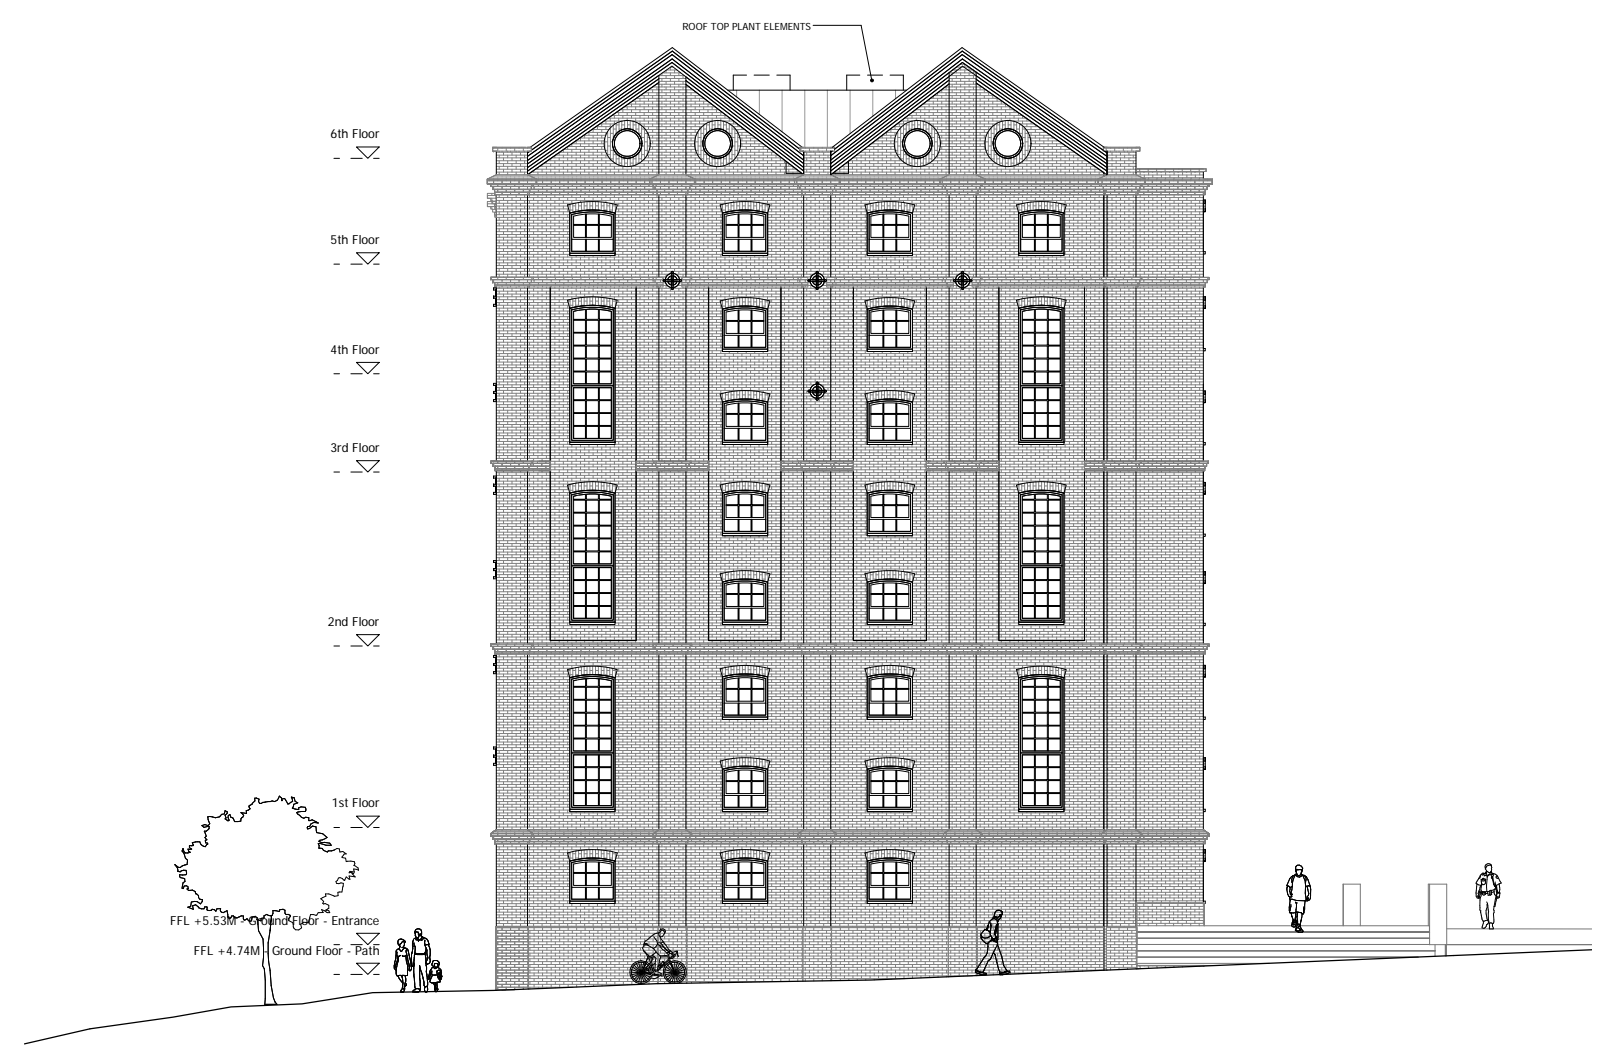 ROOF TOP PLANT ELEMENTS
6th Floor
5th Floor
4th Floor
3rd Floor
2nd Floor
1st Floor
FFL +5.53M - Ground Floor - Entrance
FFL +4.74M - Ground Floor - Path